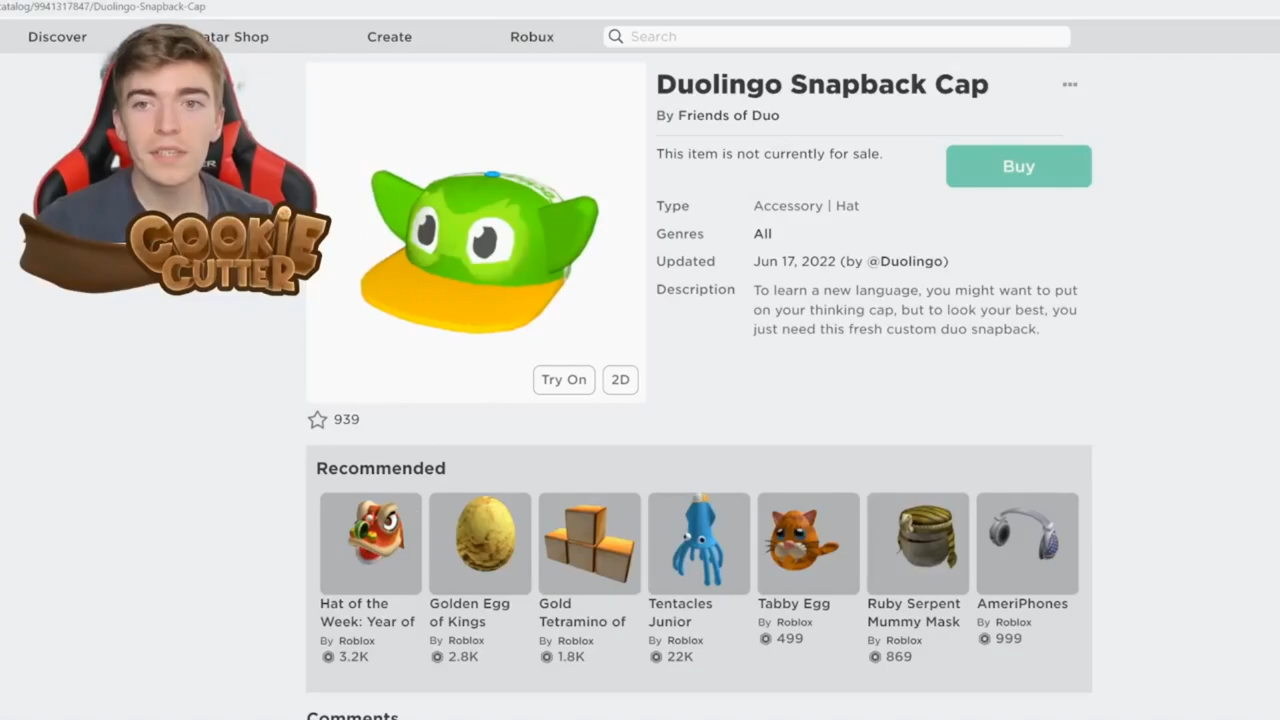 catalog/9941317847/Duolingo-Snapback-Cap
Discover
atar Shop
Create
Robux
Search
Duolingo Snapback Cap
By Friends of Duo
This item is not currently for sale.
Buy
Type
Accessory | Hat
Genres
All
Updated
Jun 17, 2022 (by @Duolingo)
Description
To learn a new language, you might want to put
on your thinking cap, but to look your best, you
just need this fresh custom duo snapback.
COOKIE
CUTTER
Try On
2D
939
Recommended
Hat of the
Week: Year of
By Roblox
3.2K
Golden Egg
of Kings
By Roblox
2.8K
Gold
Tetramino of
By Roblox
1.8K
Tentacles
Junior
By Roblox
22K
Tabby Egg
By Roblox
499
Ruby Serpent
Mummy Mask
By Roblox
869
AmeriPhones
By Roblox
999
Comments